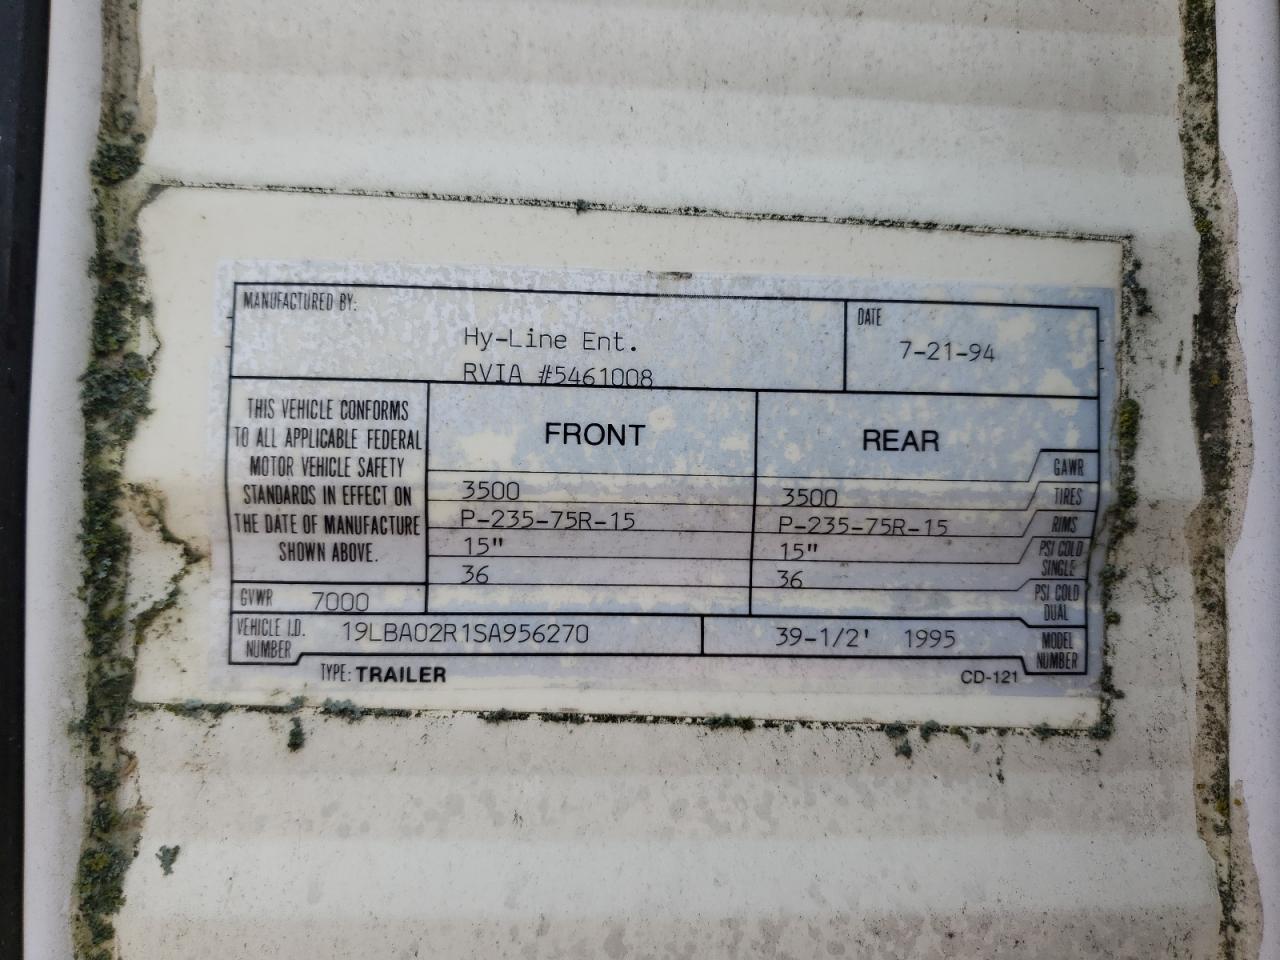 MANUFACTURED BY:
Hy-Line Ent.
RVIA #5461008
DATE
7-21-94
THIS VEHICLE CONFORMS
TO ALL APPLICABLE FEDERAL
MOTOR VEHICLE SAFETY
STANDARDS IN EFFECT ON
THE DATE OF MANUFACTURE
SHOWN ABOVE.
FRONT
REAR
GAWR
3500
3500
TIRES
P-235-75R-15
P-235-75R-15
RIMS
15"
15"
PSI COLD
SINGLE
36
36
PSI COLD
DUAL
GVWR 7000
VEHICLE I.D.
NUMBER
19LBA02R1SA956270
39-1/2' 1995
MODEL
NUMBER
TYPE: TRAILER
CD-121